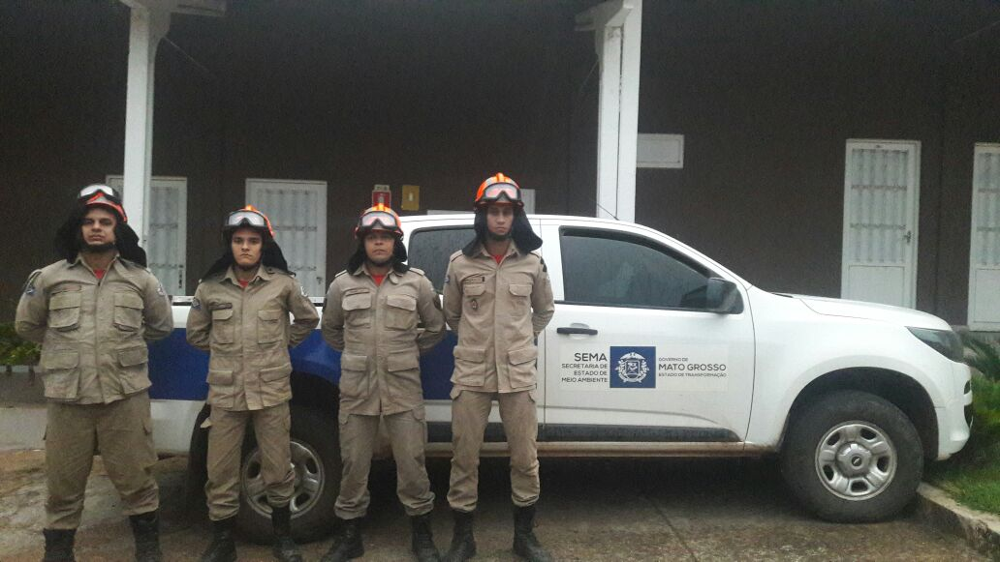 SEMA
SECRETARIA DE
ESTADO DE
MEIO AMBIENTE
GOVERNO DE
MATO GROSSO
ESTADO DE TRANSFORMAÇÃO